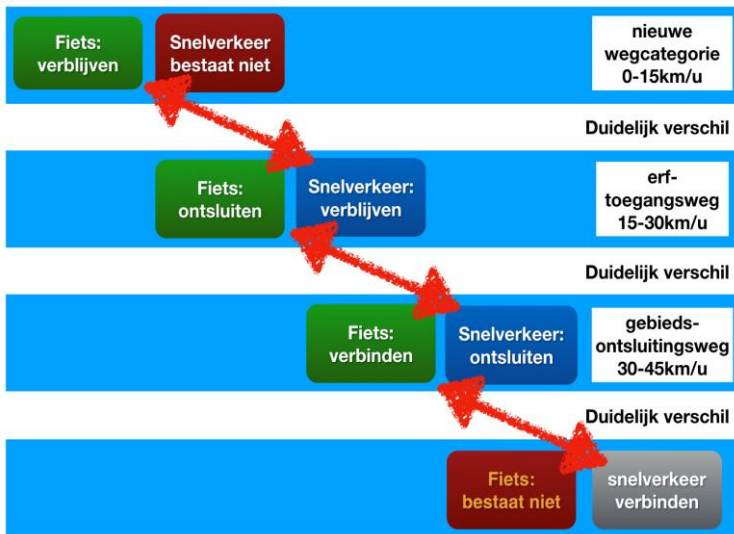 Fiets:
verblijven
Snelverkeer
bestaat niet
nieuwe
wegcategorie
0-15km/u
Duidelijk verschil
Fiets:
ontsluiten
Snelverkeer:
verblijven
erf-
toegangsweg
15-30km/u
Duidelijk verschil
Fiets:
verbinden
Snelverkeer:
ontsluiten
gebieds-
ontsluitingsweg
30-45km/u
Duidelijk verschil
Fiets:
bestaat niet
snelverkeer
verbinden